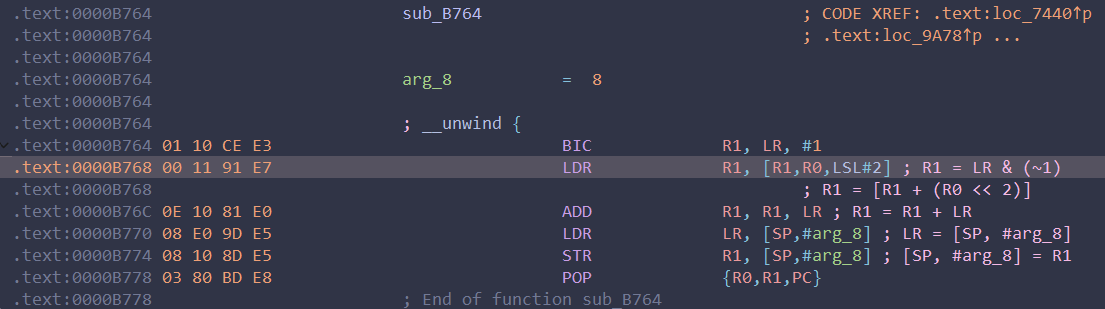 .text:0000B764 sub_B764 ; CODE XREF: .text:loc_7440↑p
.text:0000B764 ; .text:loc_9A78↑p ...
.text:0000B764
.text:0000B764 arg_8 = 8
.text:0000B764
.text:0000B764 ; __unwind {
.text:0000B764 01 10 CE E3 BIC R1, LR, #1
.text:0000B768 00 11 91 E7 LDR R1, [R1,R0,LSL#2] ; R1 = LR & (~1)
.text:0000B768 ; R1 = [R1 + (R0 << 2)]
.text:0000B76C 0E 10 81 E0 ADD R1, R1, LR ; R1 = R1 + LR
.text:0000B770 08 E0 9D E5 LDR LR, [SP,#arg_8] ; LR = [SP, #arg_8]
.text:0000B774 08 10 8D E5 STR R1, [SP,#arg_8] ; [SP, #arg_8] = R1
.text:0000B778 03 80 BD E8 POP {R0,R1,PC}
.text:0000B778 ; End of function sub_B764